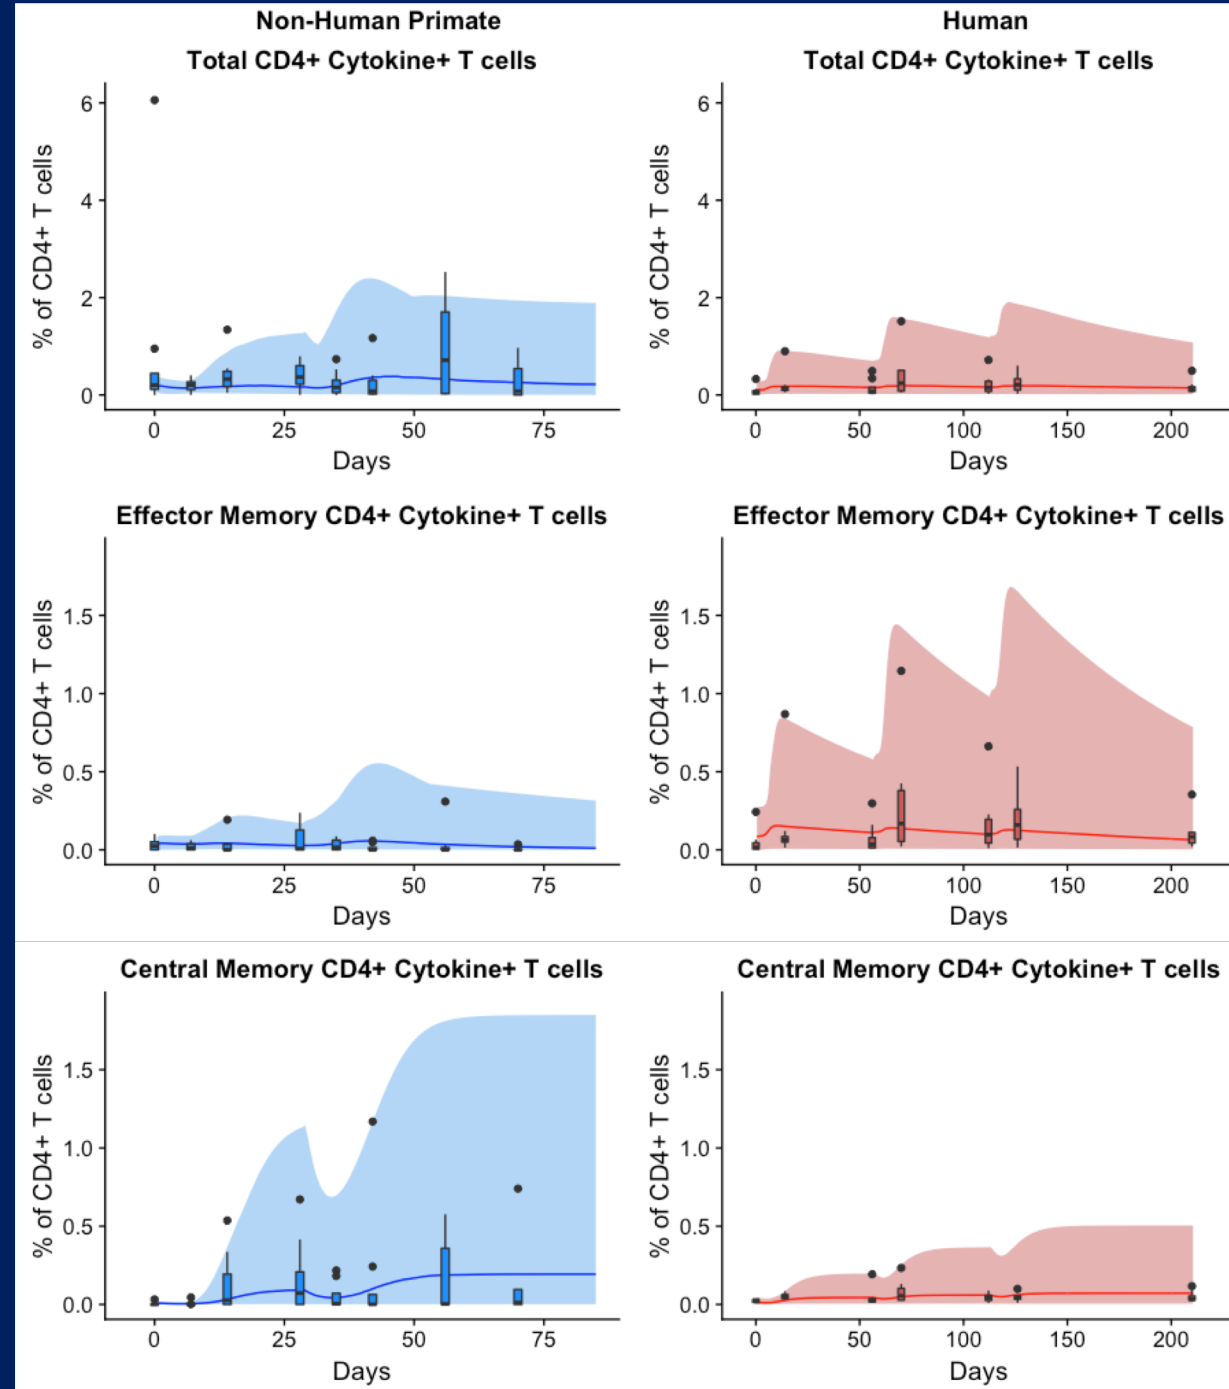 Non-Human Primate
Human
Total CD4+ Cytokine+ T cells
Total CD4+ Cytokine+ T cells
% of CD4+ T cells
6
4
2
0
0
25
50
75
Days
% of CD4+ T cells
6
4
2
0
0
50
100
150
200
Days
Effector Memory CD4+ Cytokine+ T cells
Effector Memory CD4+ Cytokine+ T cells
% of CD4+ T cells
1.5
1.0
0.5
0.0
0
25
50
75
Days
% of CD4+ T cells
1.5
1.0
0.5
0.0
0
50
100
150
200
Days
Central Memory CD4+ Cytokine+ T cells
Central Memory CD4+ Cytokine+ T cells
% of CD4+ T cells
1.5
1.0
0.5
0.0
0
25
50
75
Days
% of CD4+ T cells
1.5
1.0
0.5
0.0
0
50
100
150
200
Days